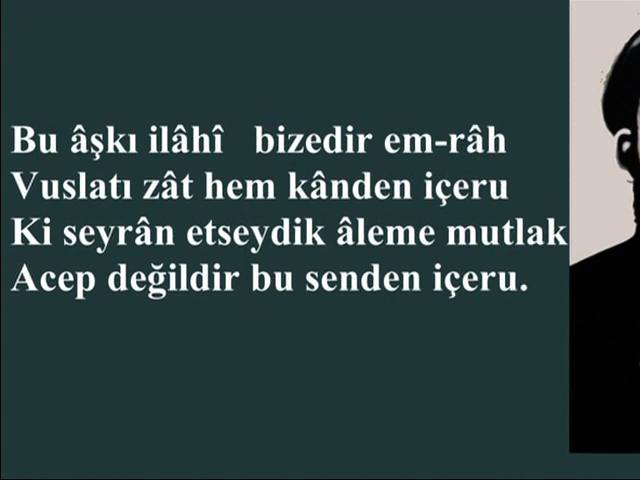 Bu âşkı ilâhî bizedir em-râh
Vuslatı zât hem kânden içeru
Ki seyrân etseydik âleme mutlak
Acep değildir bu senden içeru.